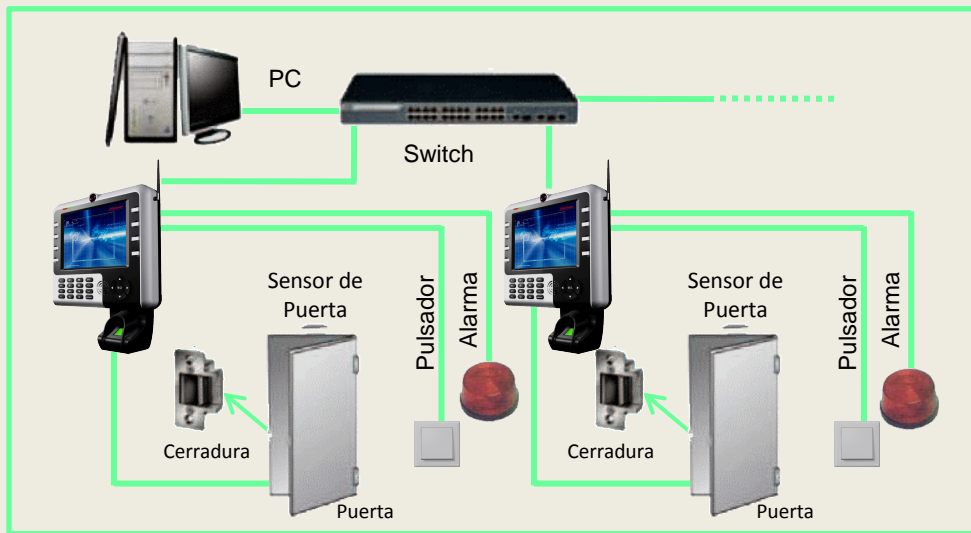 PC
Switch
Sensor de
Puerta
Pulsador
Alarma
Cerradura
Puerta
Sensor de
Puerta
Pulsador
Alarma
Cerradura
Puerta